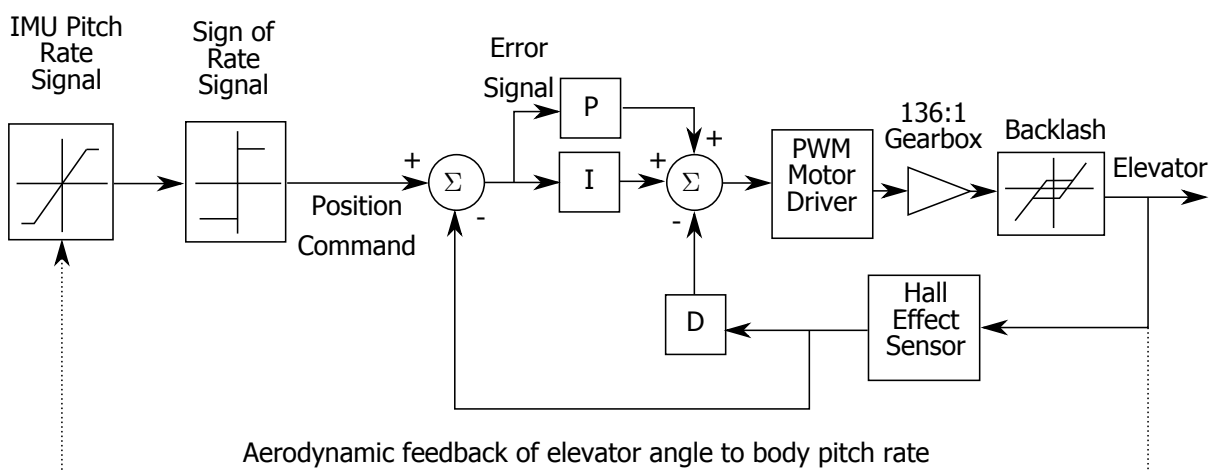 IMU Pitch
Rate
Signal
Sign of
Rate
Signal
Error
Signal
P
I
+
Σ
-
Position
Command
+
+
Σ
-
PWM
Motor
Driver
136:1
Gearbox
Backlash
Elevator
D
Hall
Effect
Sensor
Aerodynamic feedback of elevator angle to body pitch rate